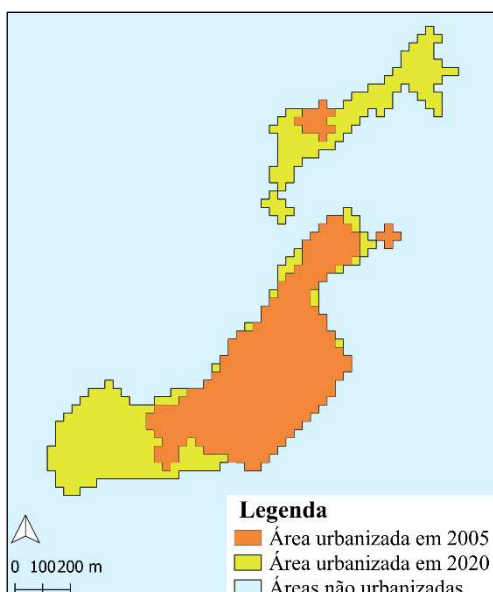 Legenda
Área urbanizada em 2005
Área urbanizada em 2020
Áreas não urbanizadas
0 100200 m